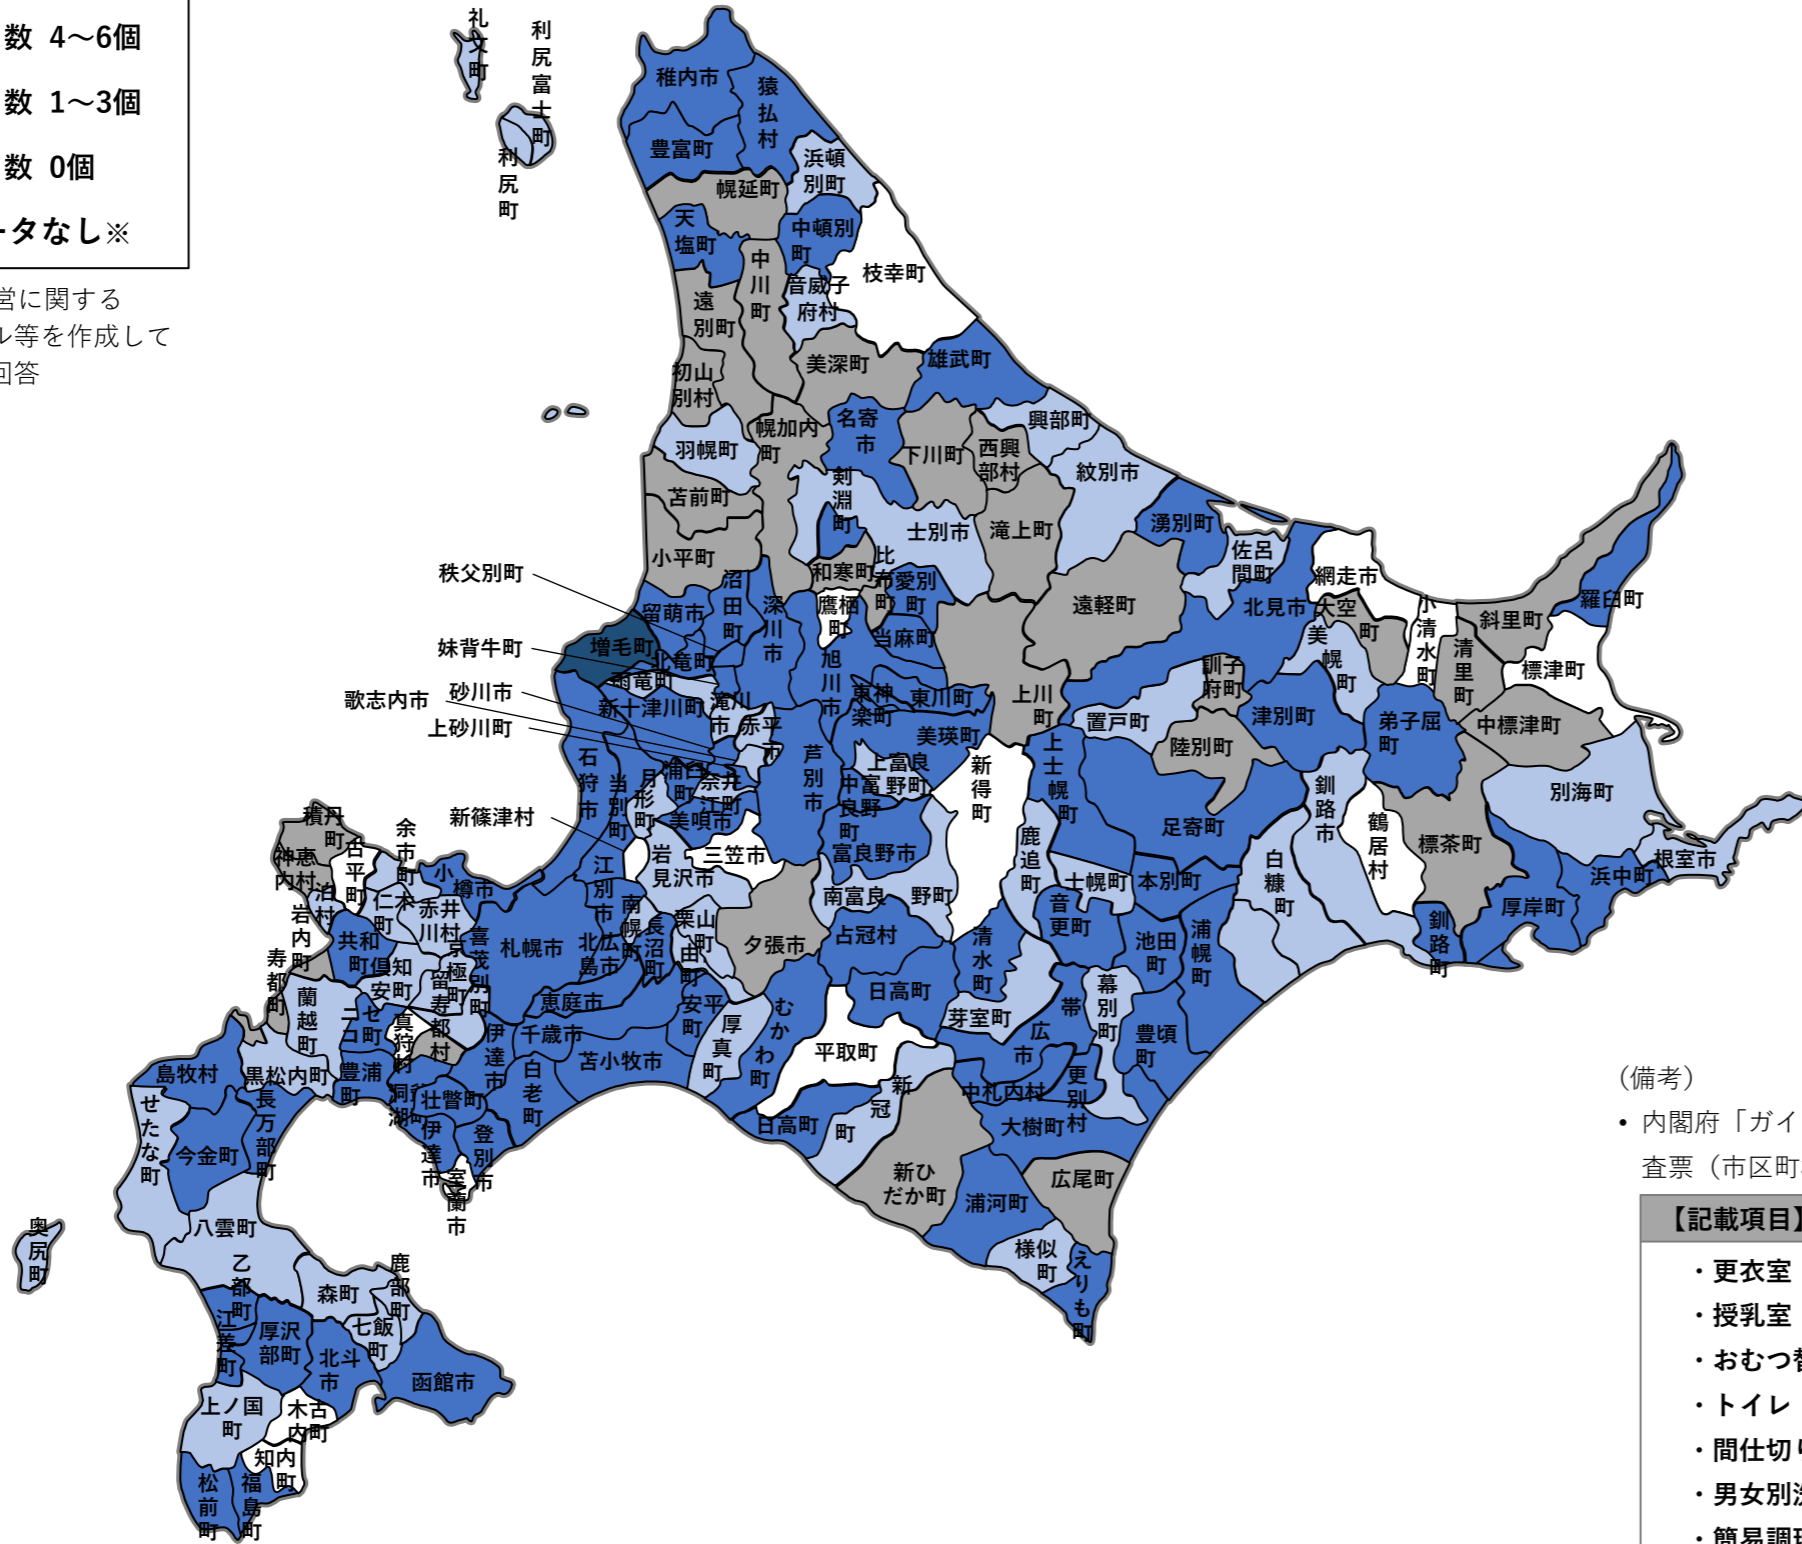 数 4～6個
数 1～3個
数 0個
ータなし※
営に関する
ル等を作成して
回答
礼文町
利尻富士町
利尻町
稚内市
猿払村
豊富町
浜頓別町
幌延町
天塩町
中頓別町
中川町
音威子府村
枝幸町
遠別町
美深町
雄武町
初山別村
幌加内町
名寄市
興部町
羽幌町
下川町
西興部村
紋別市
苫前町
剣淵町
士別市
滝上町
湧別町
佐呂間町
小平町
和寒町
比布町
愛別町
網走市
秩父別町
沼田町
深川市
鷹栖町
遠軽町
北見市
大空町
小清水町
斜里町
羅臼町
留萌市
当麻町
美幌町
清里町
標津町
増毛町
妹背牛町
北竜町
旭川市
訓子府町
雨竜町
歌志内市
砂川市
新十津川町
滝川市
赤平市
東神楽町
東川町
上川町
置戸町
津別町
弟子屈町
中標津町
上砂川町
美瑛町
陸別町
石狩市
当別町
月形町
浦臼町
奈井江町
芦別市
上富良野町
中富良野町
新得町
上士幌町
釧路市
別海町
新篠津村
美唄市
三笠市
富良野市
鹿追町
足寄町
鶴居村
標茶町
積丹町
古平町
余市町
神恵内村
泊村
小樽市
江別市
岩見沢市
南富良野町
士幌町
本別町
白糠町
浜中町
根室市
岩内町
仁木町
赤井川村
南幌町
栗山町
音更町
厚岸町
共和町
倶知安町
京極町
喜茂別町
札幌市
北広島市
長沼町
由仁町
夕張市
占冠村
清水町
池田町
浦幌町
釧路町
寿都町
蘭越町
ニセコ町
真狩村
留寿都村
恵庭市
千歳市
安平町
むかわ町
日高町
芽室町
帯広市
幕別町
豊頃町
島牧村
黒松内町
豊浦町
洞爺湖町
壮瞥町
伊達市
白老町
苫小牧市
厚真町
平取町
中札内村
更別村
せたな町
長万部町
今金町
伊達市
登別市
室蘭市
日高町
新冠町
大樹町
新ひだか町
浦河町
広尾町
奥尻町
八雲町
様似町
えりも町
乙部町
鹿部町
森町
江差町
厚沢部町
七飯町
北斗市
函館市
上ノ国町
木古内町
知内町
松前町
福島町
（備考）
• 内閣府「ガイ
査票（市区町
【記載項目】
・更衣室
・授乳室
・おむつ替
・トイレ
・間仕切り
・男女別洗
・簡易調理